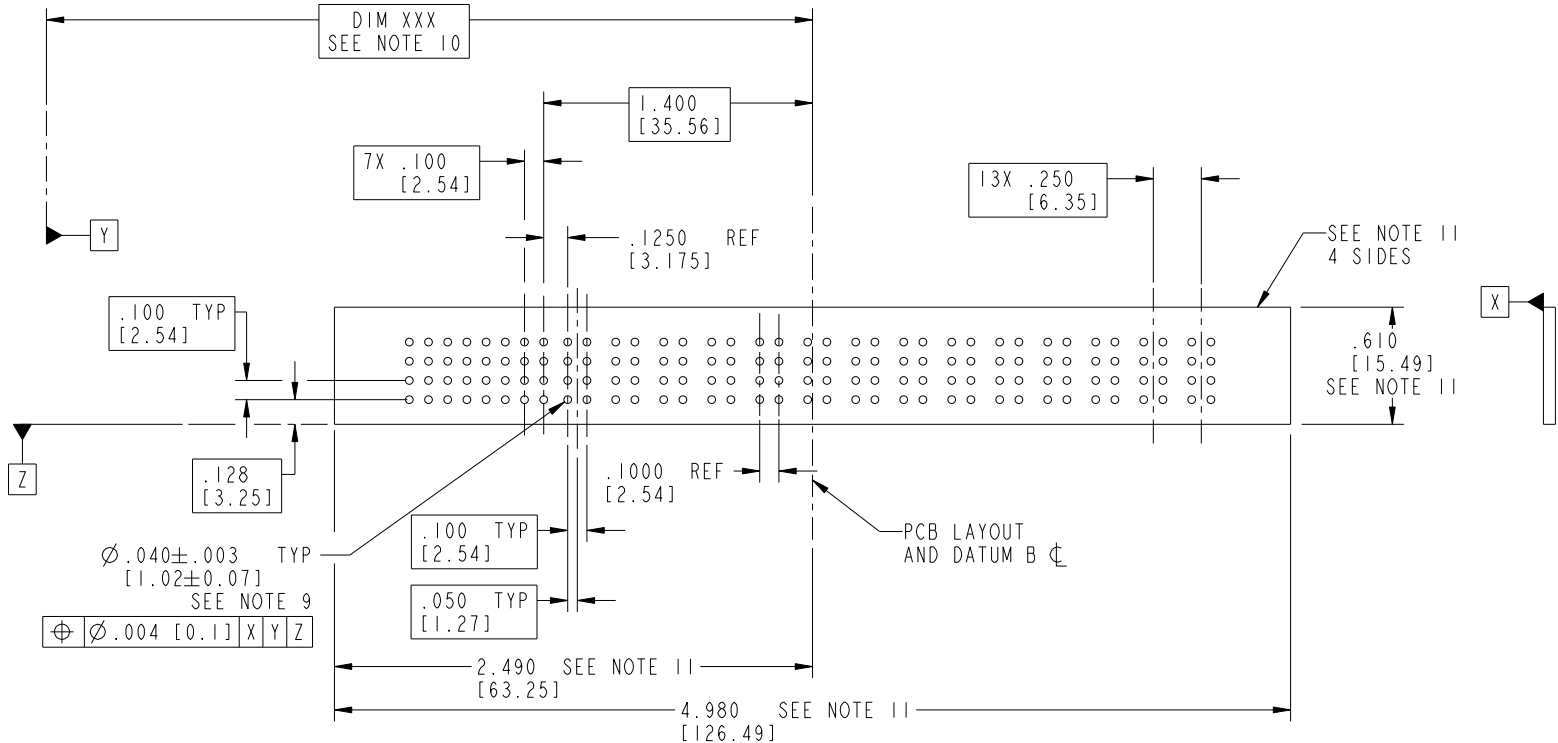 DIM XXX
SEE NOTE 10
1.400
[35.56]
7X .100
[2.54]
13X .250
[6.35]
Y
.1250 REF
[3.175]
SEE NOTE 11
4 SIDES
.100 TYP
[2.54]
X
.610
[15.49]
SEE NOTE 11
Z
.128
[3.25]
.1000 REF
[2.54]
.100 TYP
[2.54]
PCB LAYOUT
AND DATUM B ℄
Ø.040±.003 TYP
[1.02±0.07]
SEE NOTE 9
⌖ Ø.004 [0.1] X Y Z
.050 TYP
[1.27]
2.490 SEE NOTE 11
[63.25]
4.980 SEE NOTE 11
[126.49]